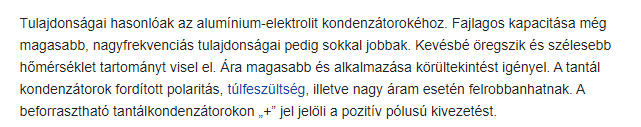 Tulajdonságai hasonlóak az alumínium-elektrolit kondenzátorokéhoz. Fajlagos kapacitása még
magasabb, nagyfrekvenciás tulajdonságai pedig sokkal jobbak. Kevésbé öregszik és szélesebb
hőmérséklet tartományt visel el. Ára magasabb és alkalmazása körültekintést igényel. A tantál
kondenzátorok fordított polaritás, túlfeszültség, illetve nagy áram esetén felrobbanhatnak. A
beforrasztható tantálkondenzátorokon „+” jel jelöli a pozitív pólusú kivezetést.